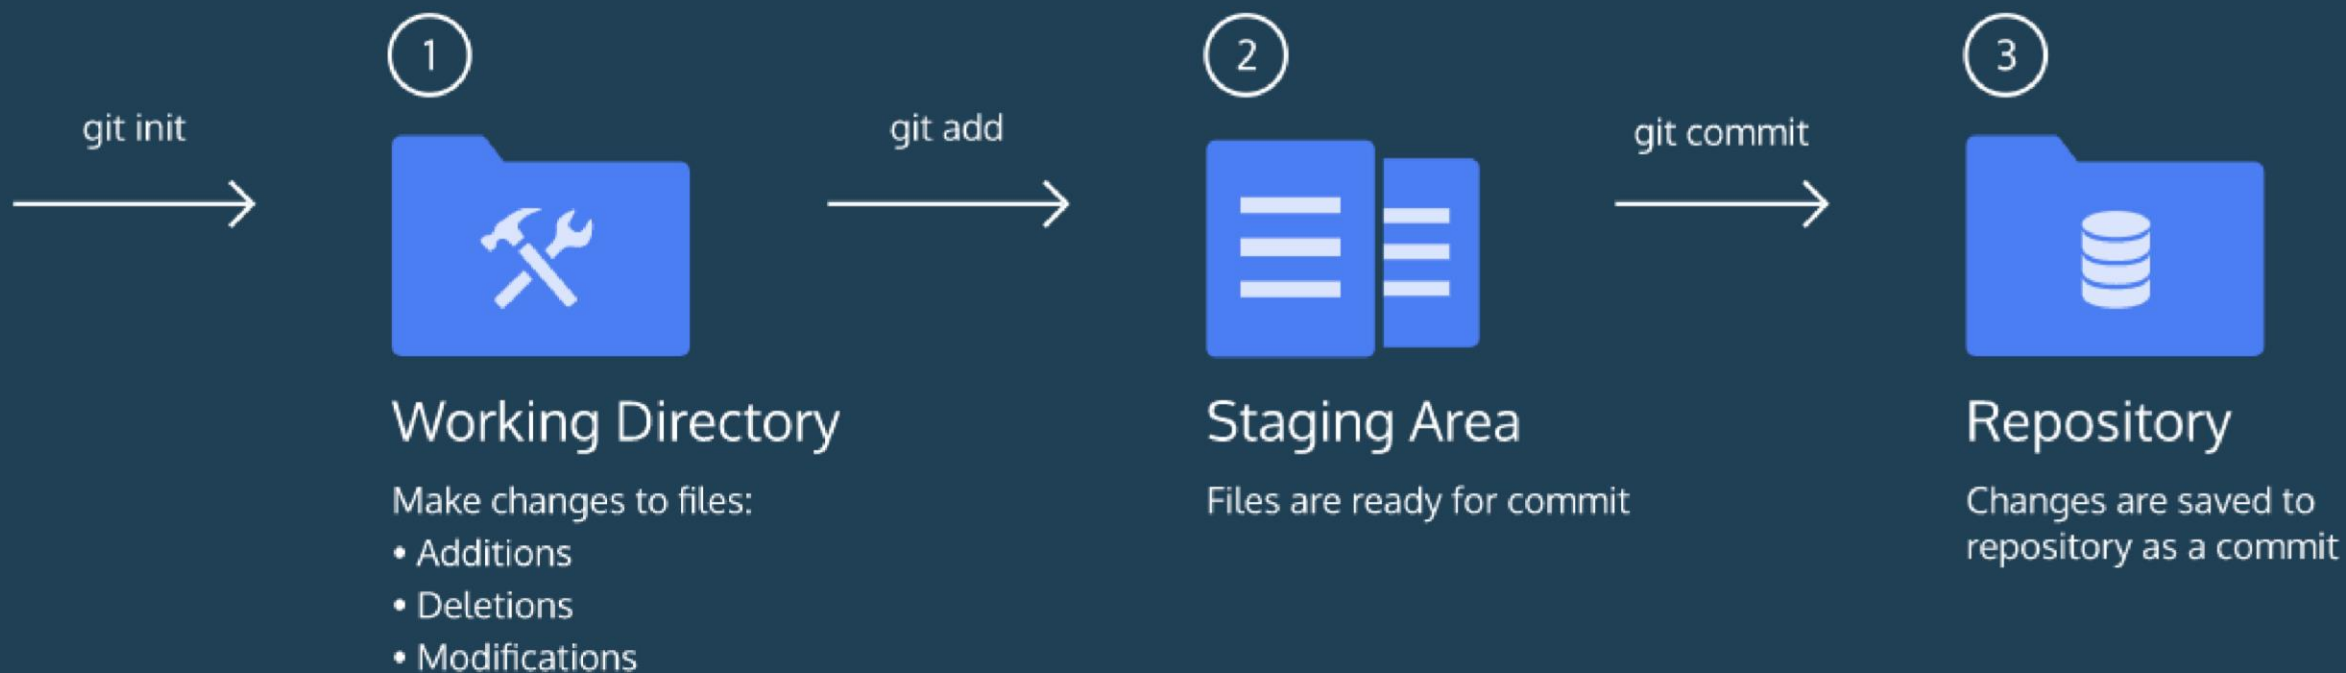 git init
1
Working Directory
Make changes to files:
• Additions
• Deletions
• Modifications
git add
2
Staging Area
Files are ready for commit
git commit
3
Repository
Changes are saved to
repository as a commit